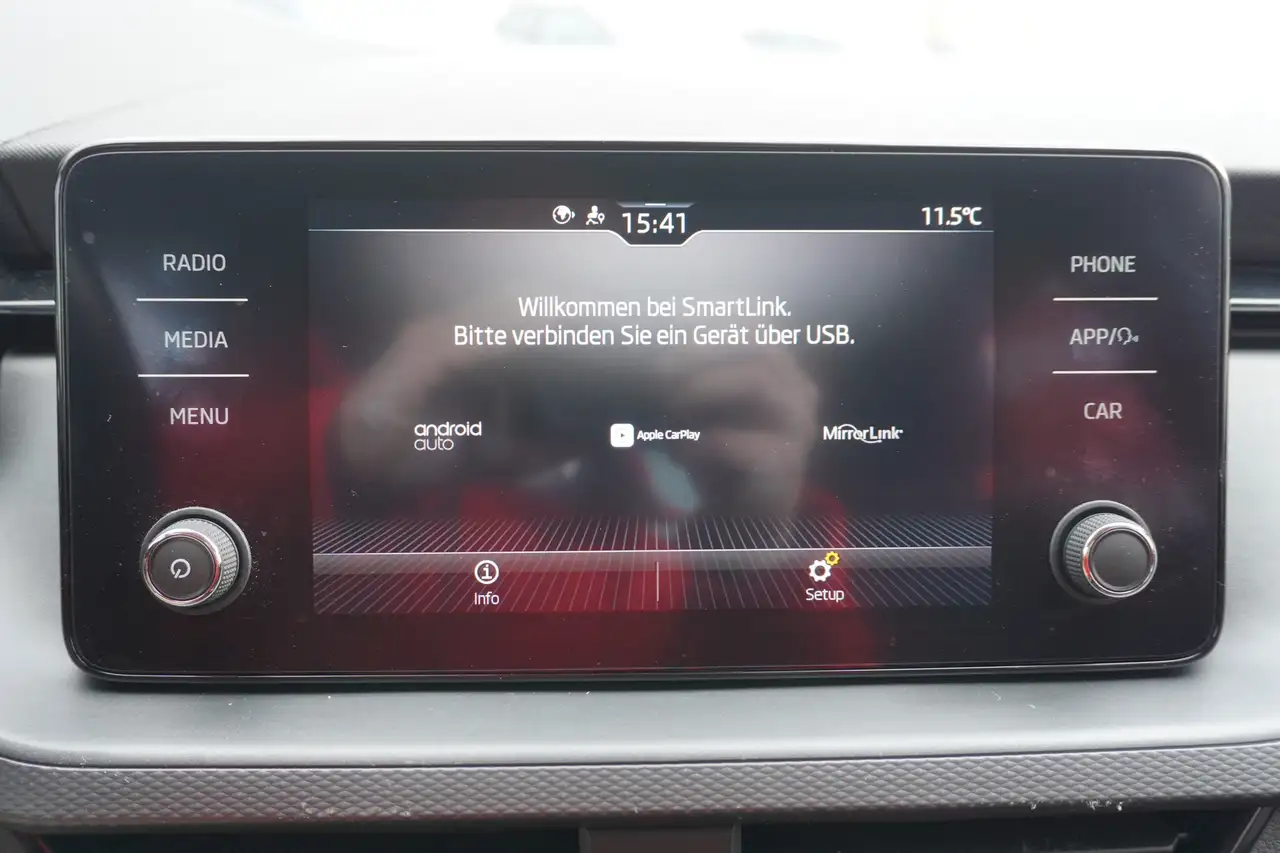 15:41
11.5°C
RADIO
MEDIA
MENU
Willkommen bei SmartLink.
Bitte verbinden Sie ein Gerät über USB.
android
auto
Apple CarPlay
MirrorLink
Info
Setup
PHONE
APP/
CAR